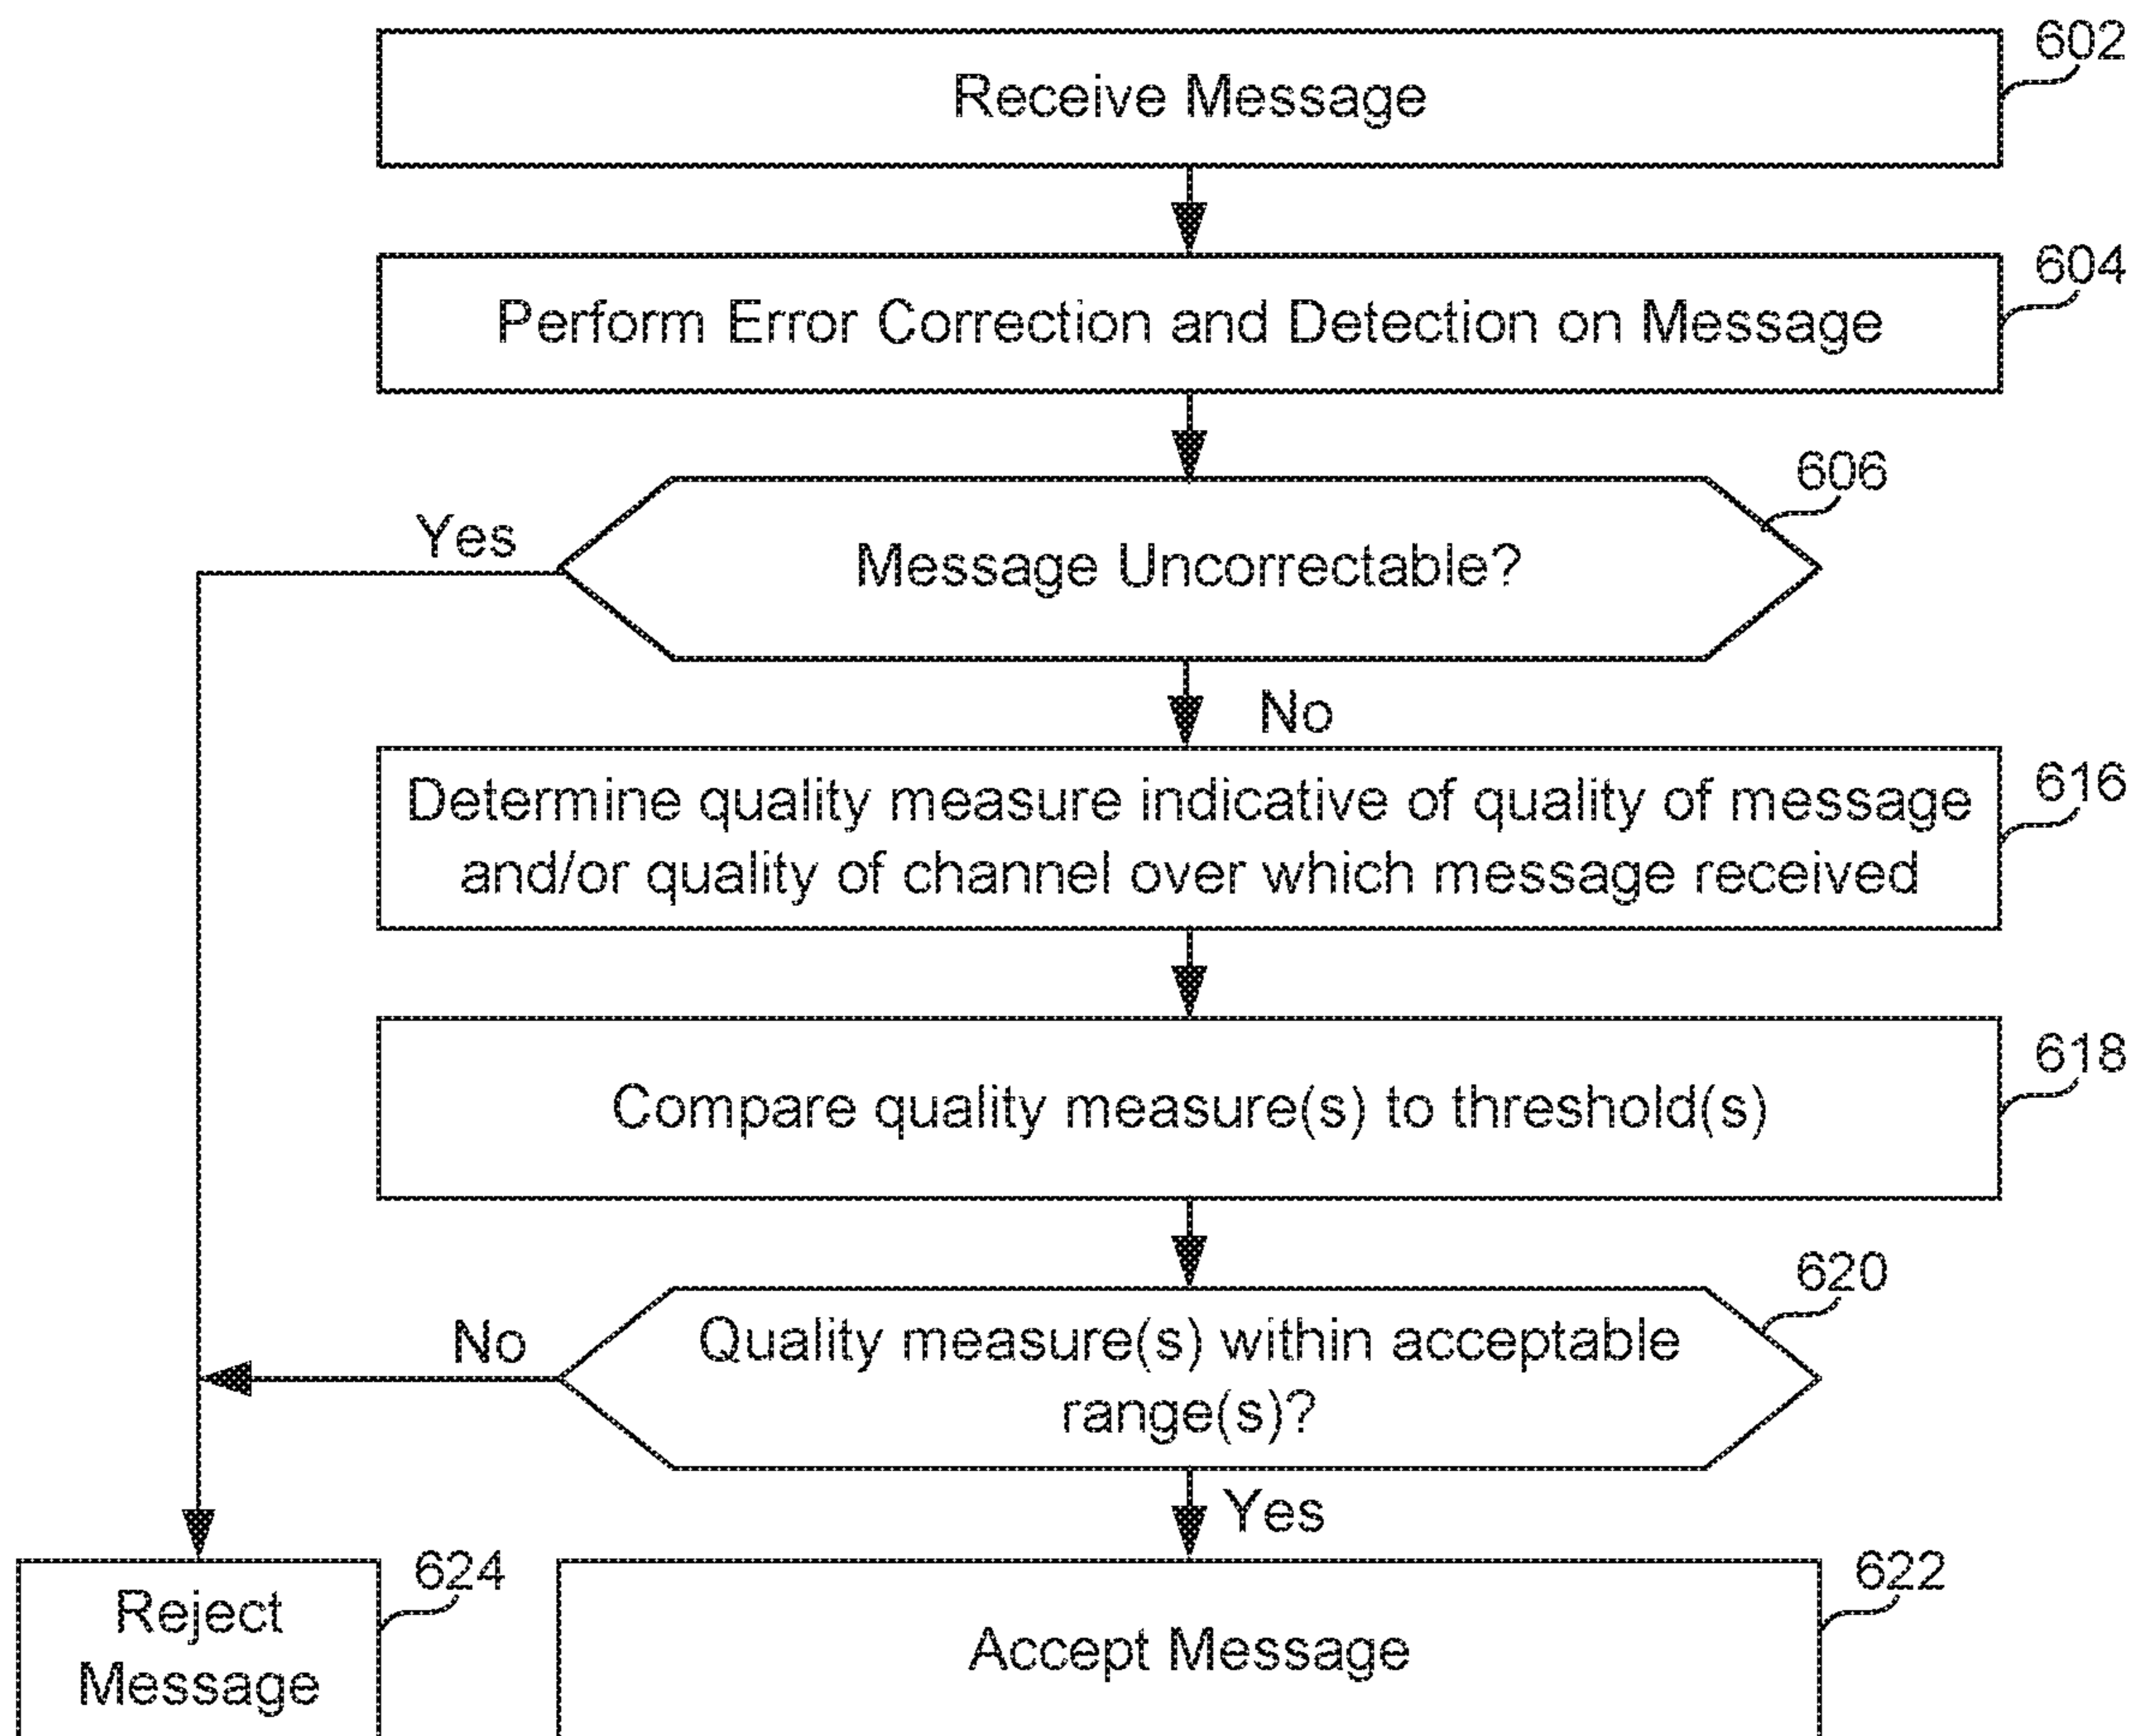 602
Receive Message
604
Perform Error Correction and Detection on Message
606
Yes
Message Uncorrectable?
No
616
Determine quality measure indicative of quality of message
and/or quality of channel over which message received
618
Compare quality measure(s) to threshold(s)
620
No
Quality measure(s) within acceptable
range(s)?
Yes
624
Reject
Message
622
Accept Message